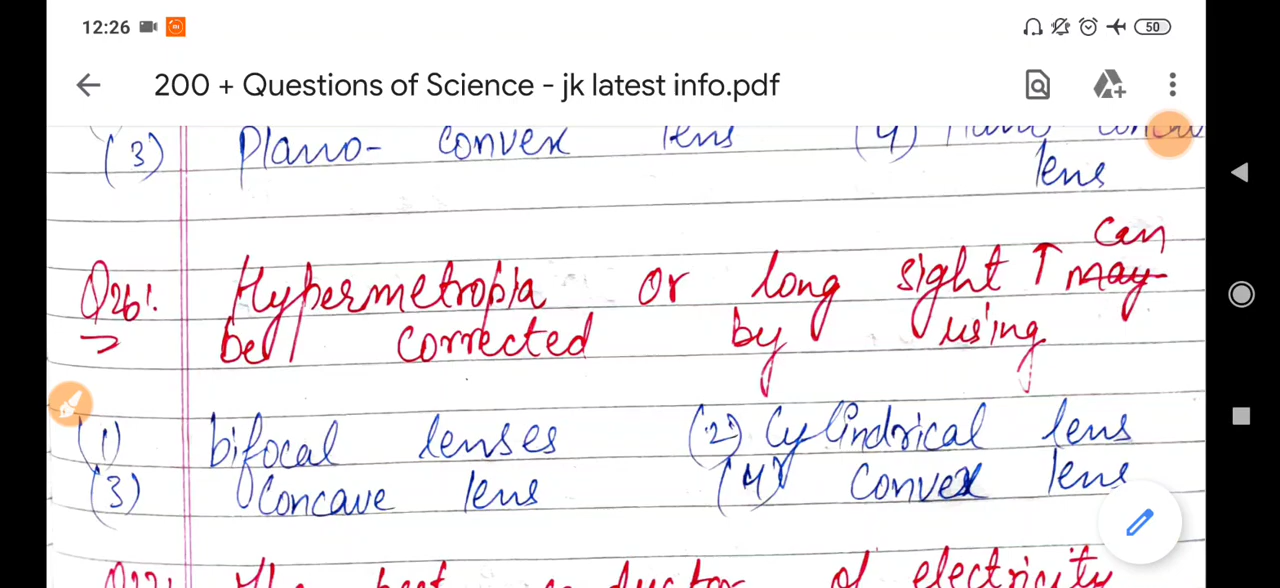 12:26
50
200 + Questions of Science - jk latest info.pdf
(3) Plano- convex lens (4)
lens
can
Q26. Hypermetropia or long sight ↑ may
be corrected by using
(1) bifocal lenses (2) Cylindrical lens
(3) Concave lens (4) convex lens
of electricity